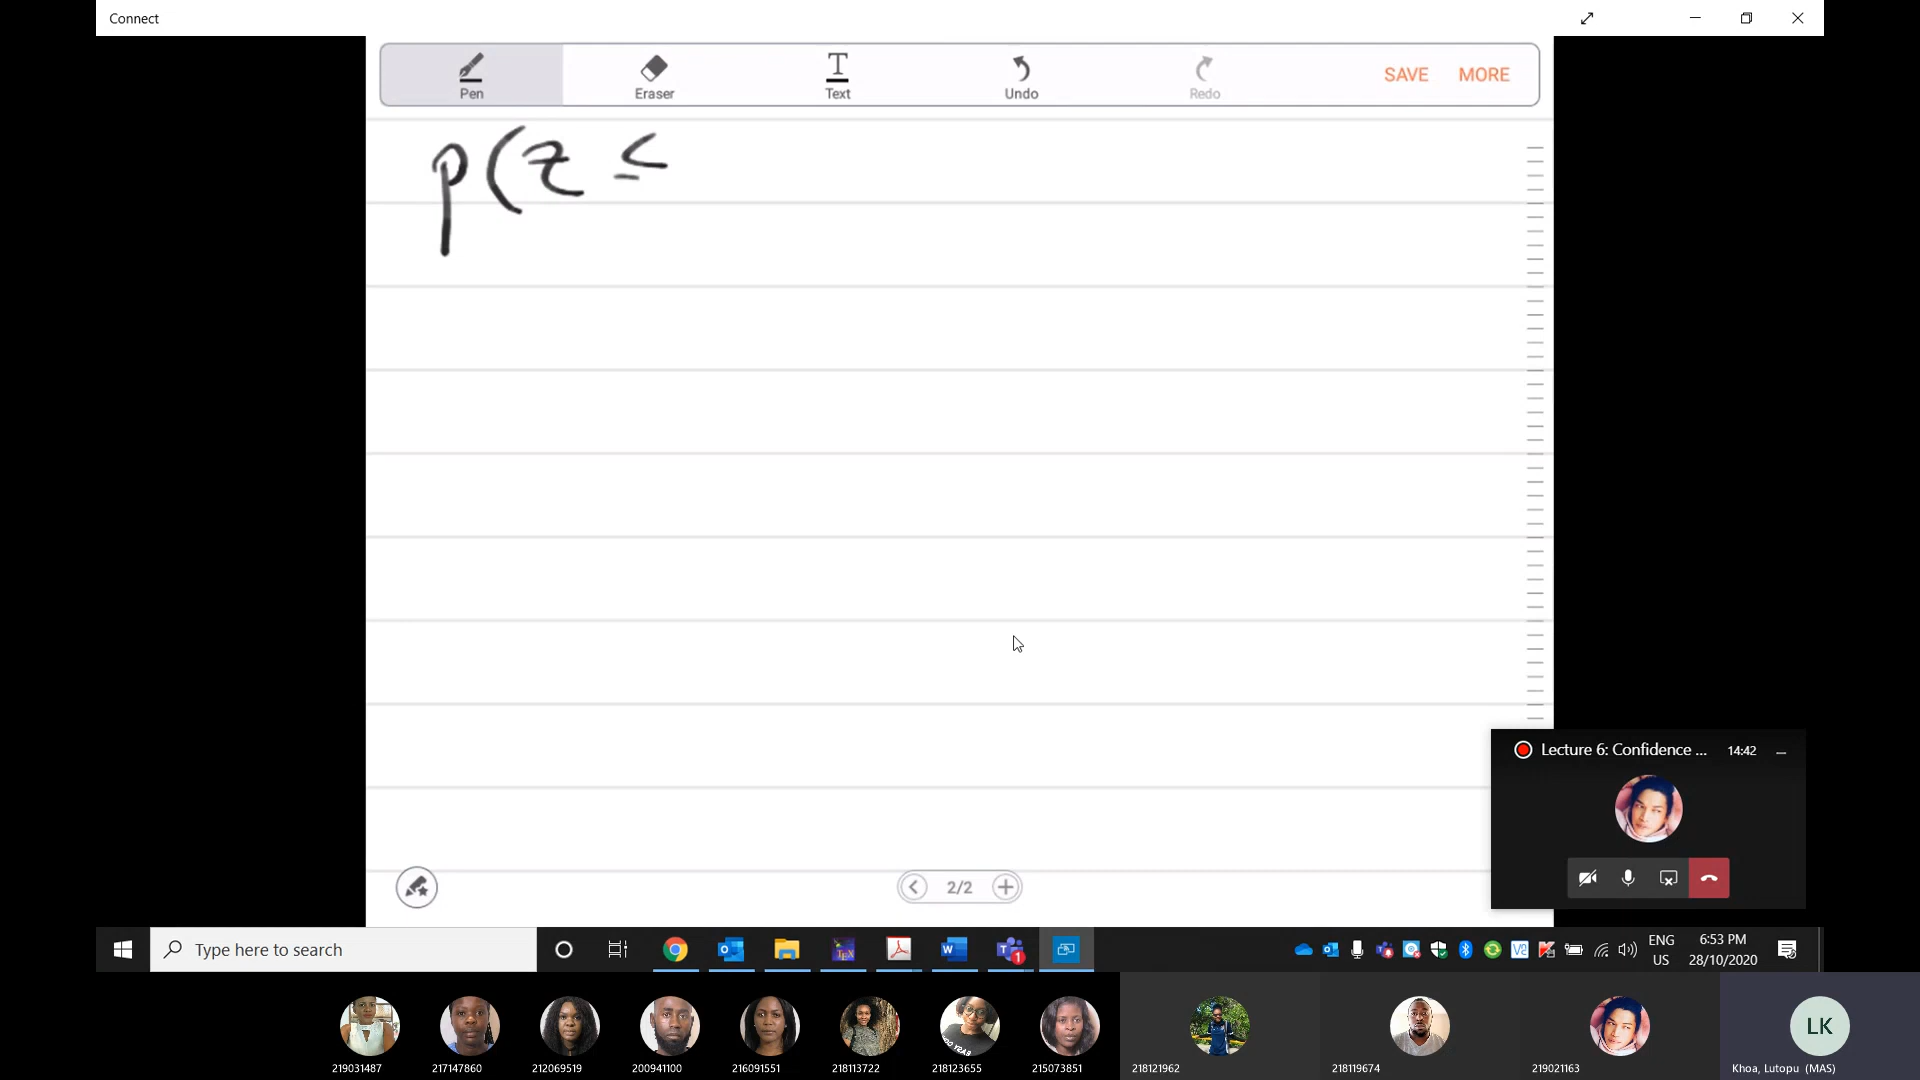 Connect
Pen
Eraser
T
Text
Undo
Redo
SAVE
MORE
p(z ≤
2/2
Lecture 6: Confidence ...
14:42
Type here to search
ENG
US
6:53 PM
28/10/2020
219031487
217147860
212069519
200941100
216091551
218113722
218123655
215073851
218121962
218119674
219021163
LK
Khoa, Lutopu (MAS)